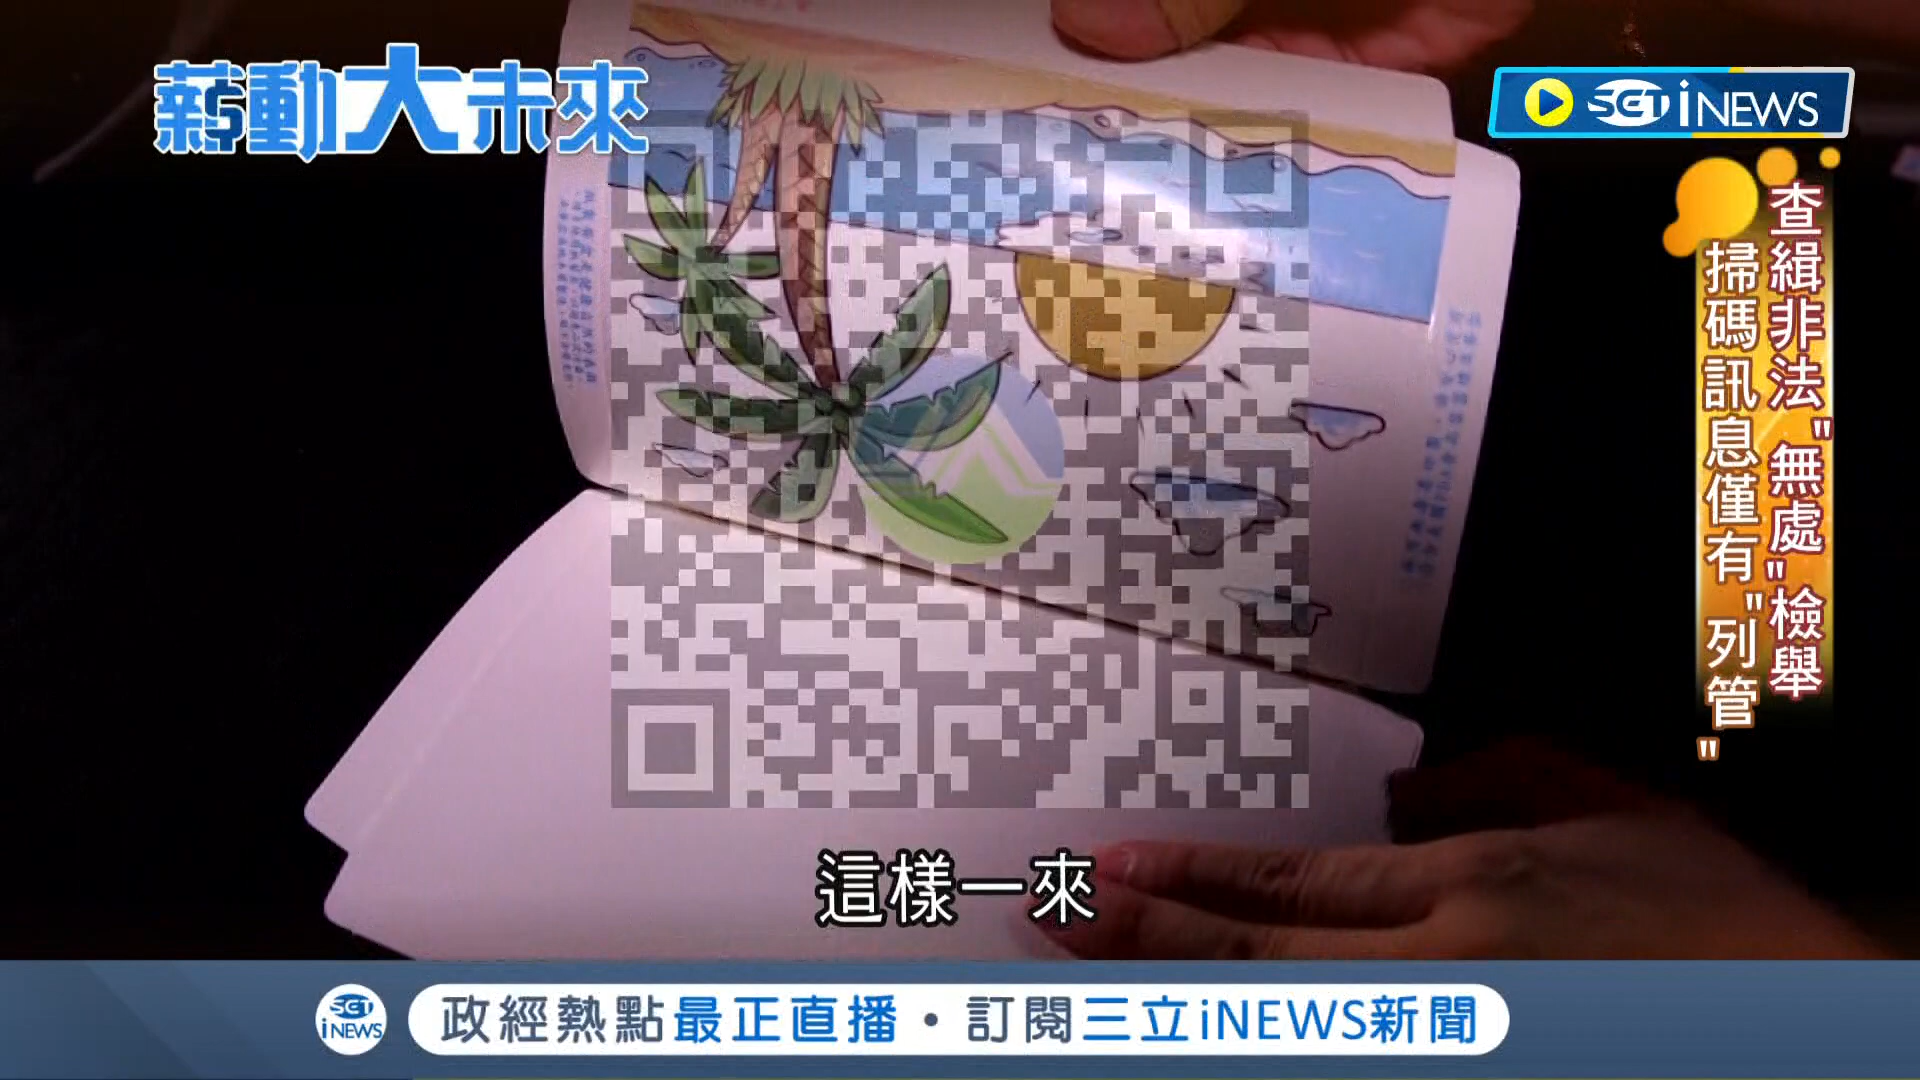 薪動大未來
SET iNEWS
查緝非法"無處"檢舉
掃碼訊息僅有"列管"
這樣一來
SET iNEWS
政經熱點最正直播・訂閱三立iNEWS新聞